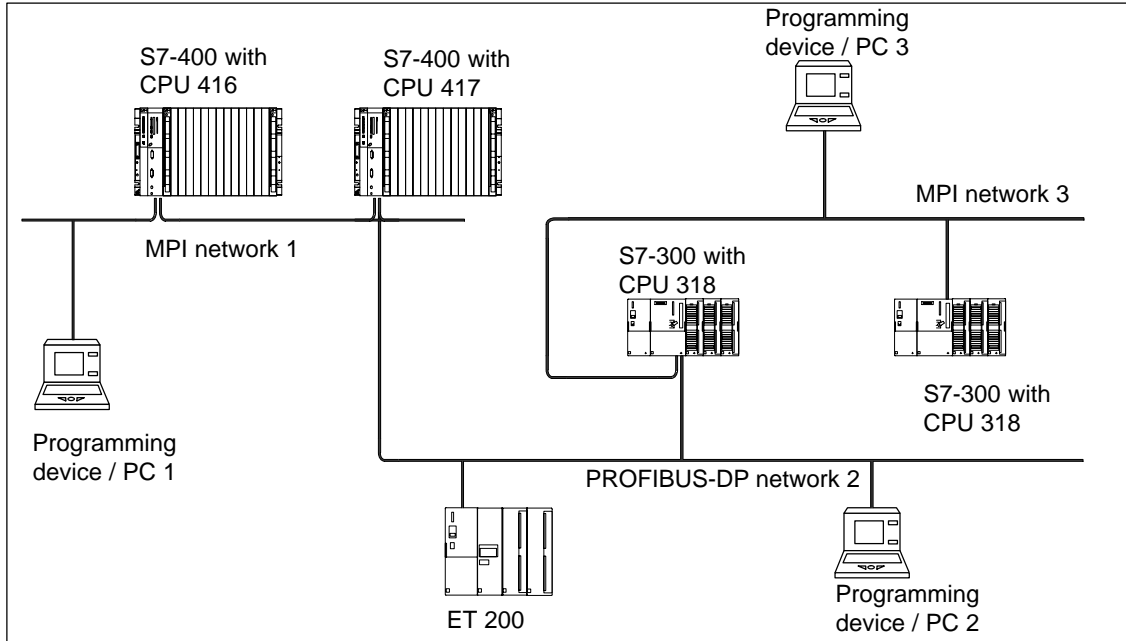 Programming
device / PC 3
S7-400 with
CPU 416
S7-400 with
CPU 417
MPI network 3
MPI network 1
S7-300 with
CPU 318
S7-300 with
CPU 318
Programming
device / PC 1
PROFIBUS-DP network 2
ET 200
Programming
device / PC 2